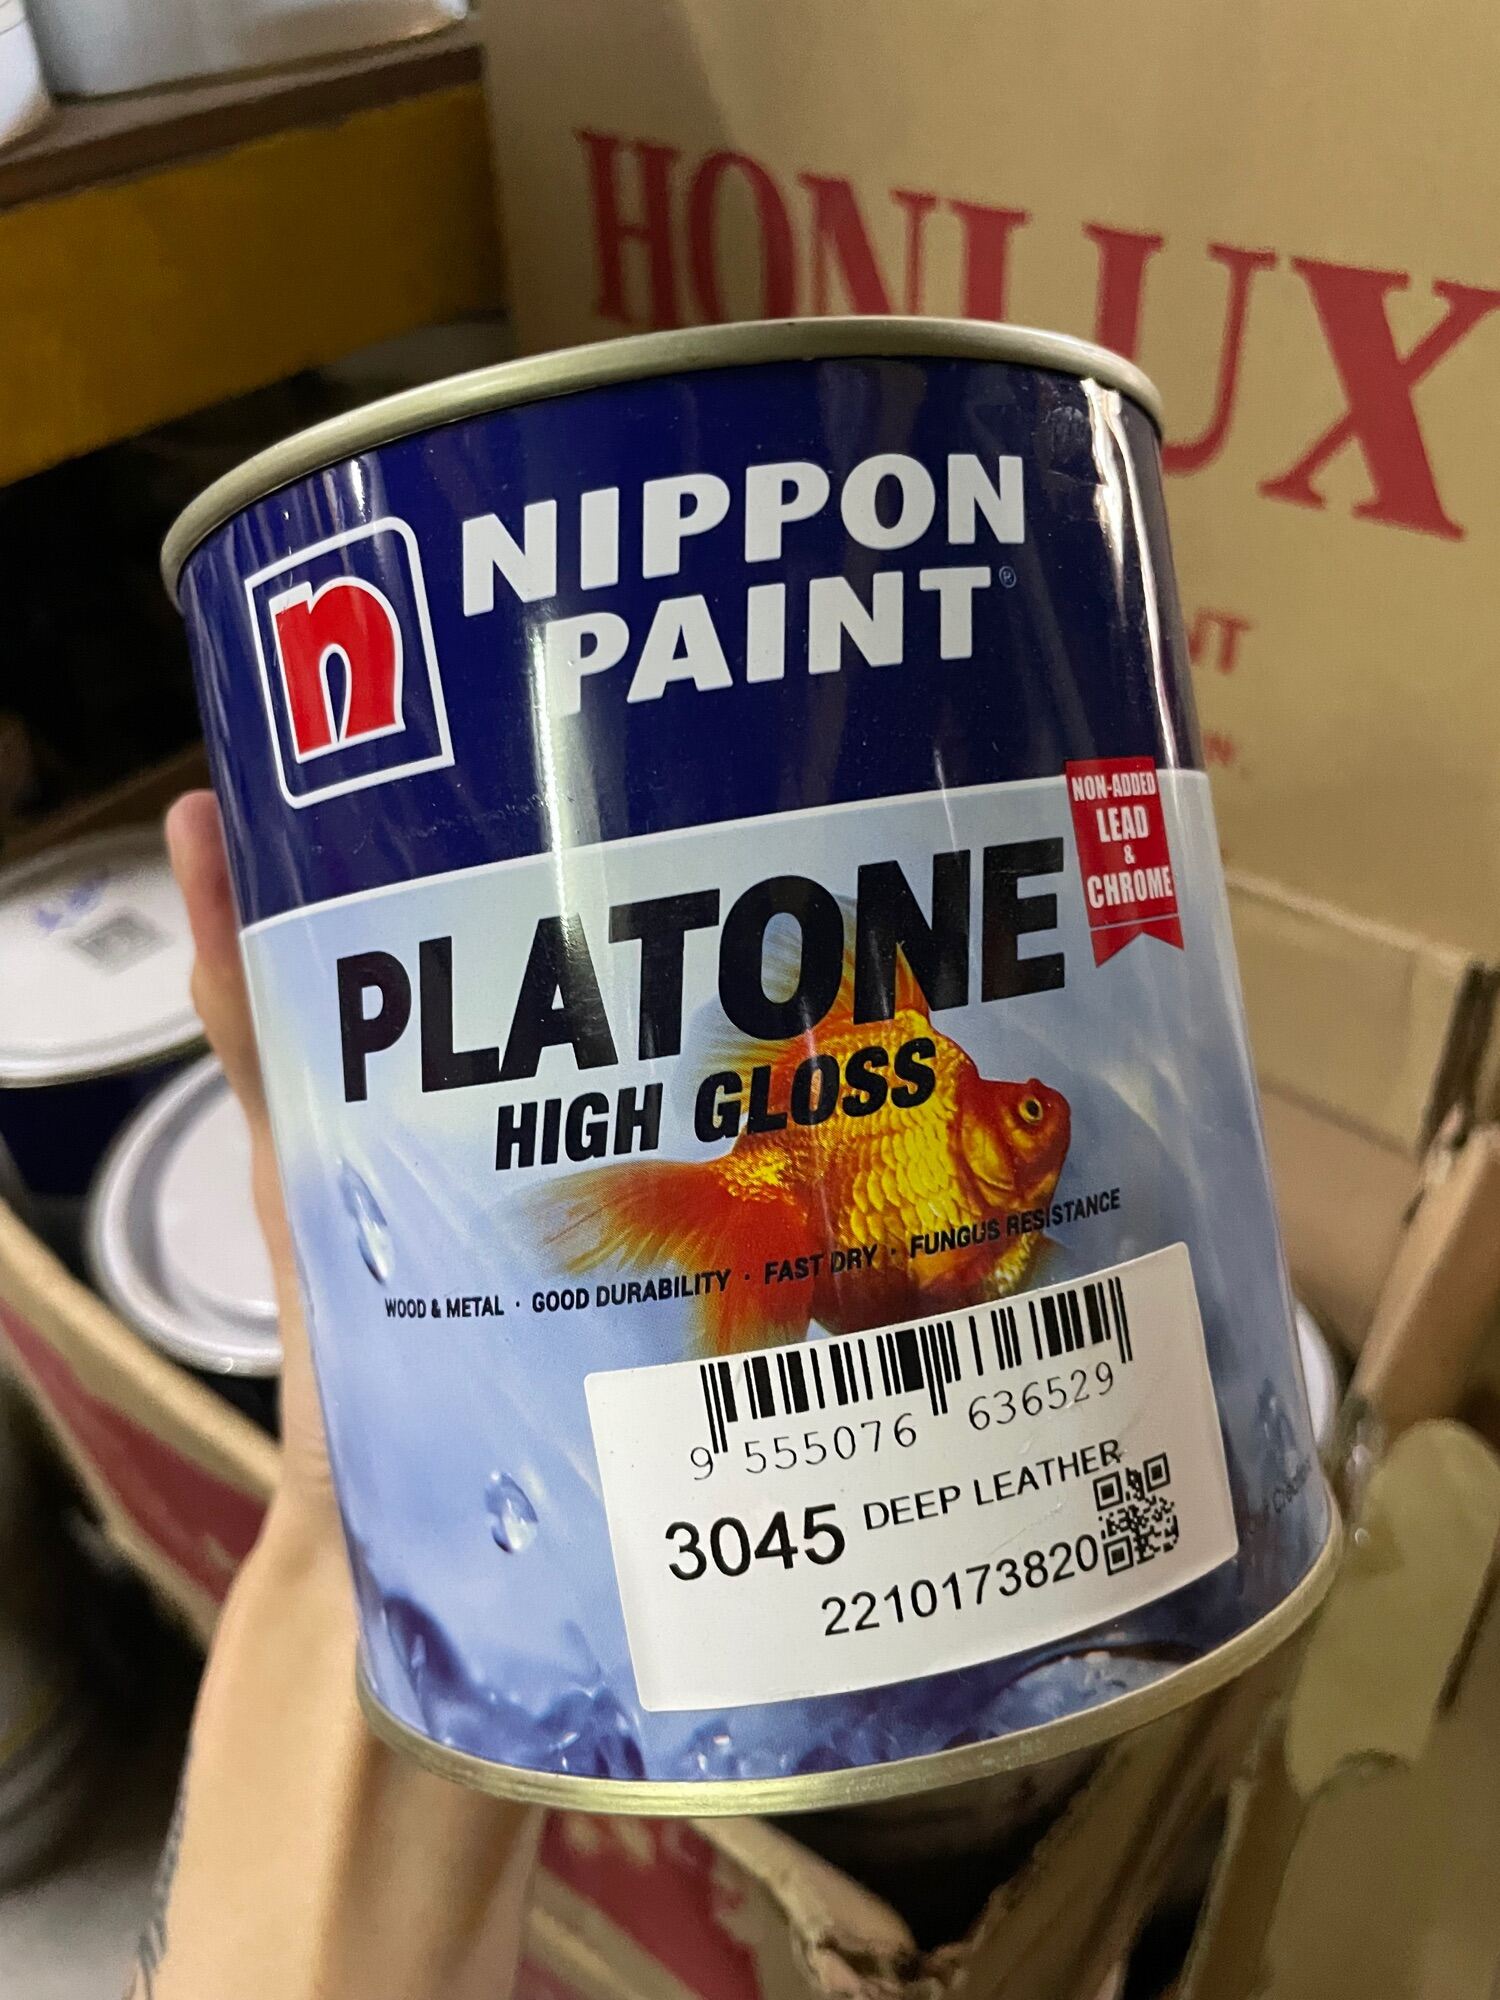 HONLUX
n
NIPPON
PAINT®
NON-ADDED
LEAD
&
CHROME
PLATONE
HIGH GLOSS
WOOD & METAL · GOOD DURABILITY · FAST DRY · FUNGUS RESISTANCE
9 555076 636529
3045 DEEP LEATHER
2210173820